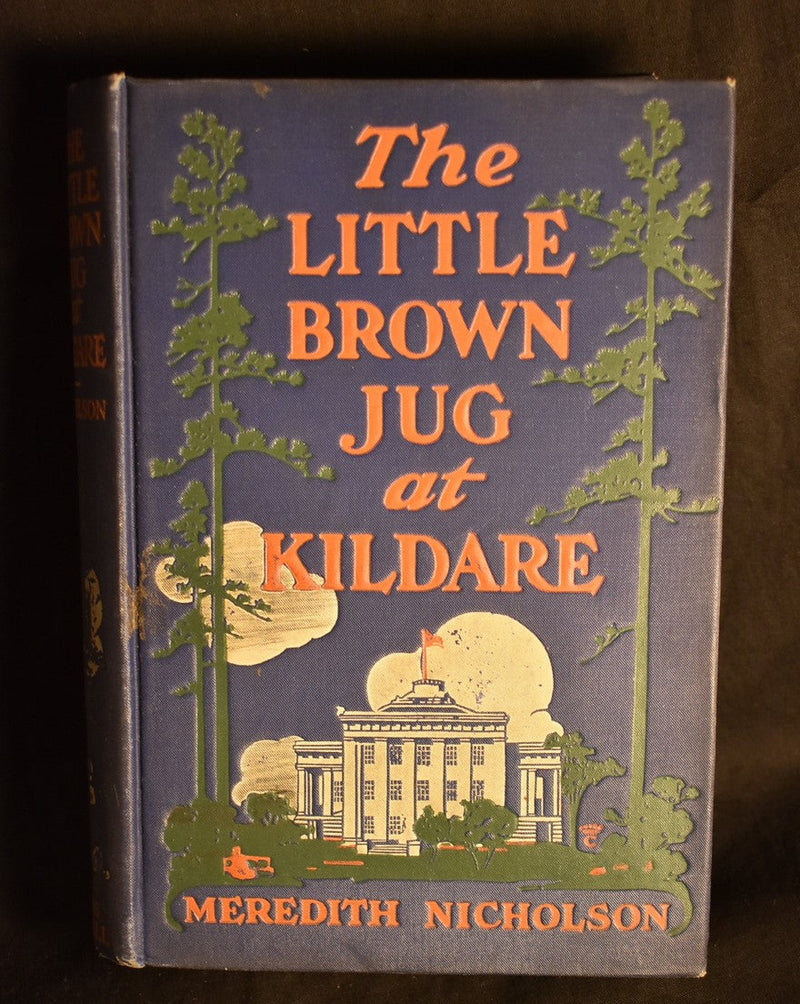 The
LITTLE
BROWN
JUG
at
KILDARE
C
MEREDITH NICHOLSON